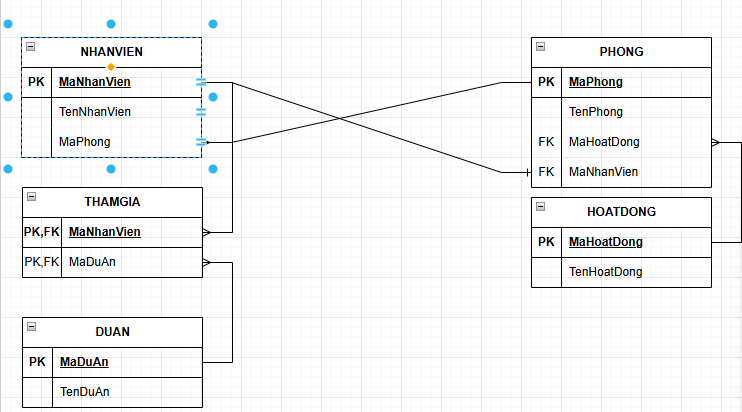 NHANVIEN
PK MaNhanVien
TenNhanVien
MaPhong
THAMGIA
PK,FK MaNhanVien
PK,FK MaDuAn
DUAN
PK MaDuAn
TenDuAn
PHONG
PK MaPhong
TenPhong
FK MaHoatDong
FK MaNhanVien
HOATDONG
PK MaHoatDong
TenHoatDong